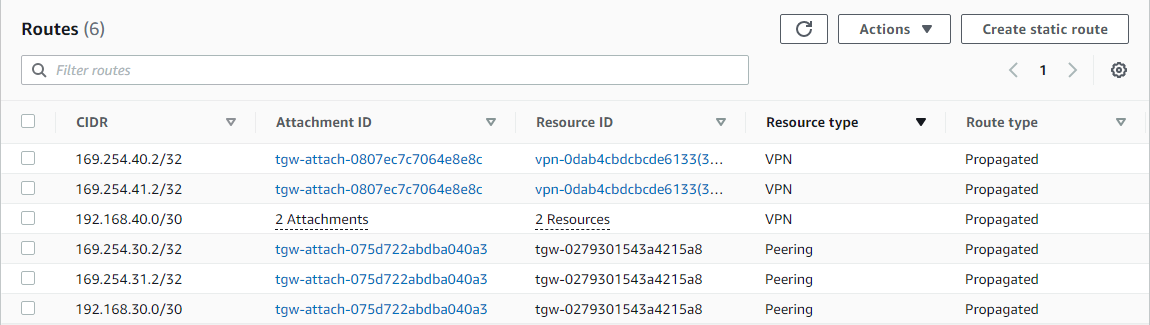 Routes (6) Actions Create static route
Filter routes 1
CIDR Attachment ID Resource ID Resource type Route type
169.254.40.2/32 tgw-attach-0807ec7c7064e8e8c vpn-0dab4cbdcbcde6133(3... VPN Propagated
169.254.41.2/32 tgw-attach-0807ec7c7064e8e8c vpn-0dab4cbdcbcde6133(3... VPN Propagated
192.168.40.0/30 2 Attachments 2 Resources VPN Propagated
169.254.30.2/32 tgw-attach-075d722abdba040a3 tgw-0279301543a4215a8 Peering Propagated
169.254.31.2/32 tgw-attach-075d722abdba040a3 tgw-0279301543a4215a8 Peering Propagated
192.168.30.0/30 tgw-attach-075d722abdba040a3 tgw-0279301543a4215a8 Peering Propagated